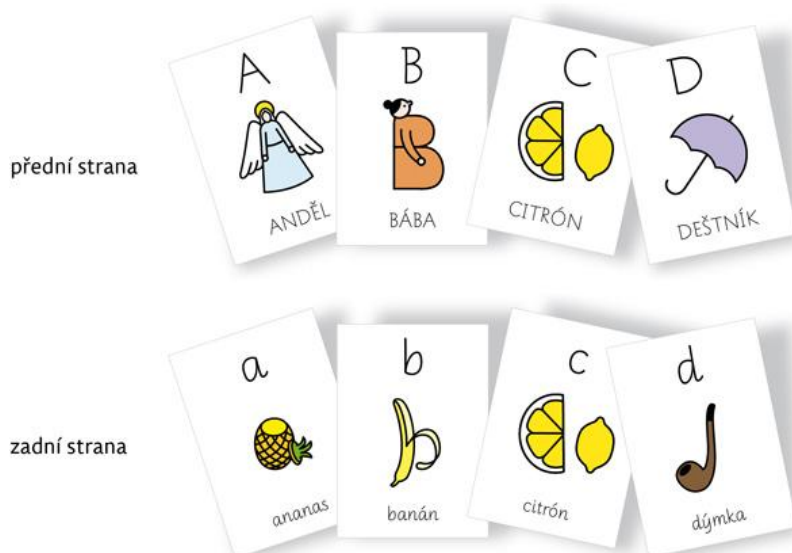 A
B
C
D
přední strana
ANDĚL
BÁBA
CITRÓN
DEŠTNÍK
a
b
c
d
zadní strana
ananas
banán
citrón
dýmka